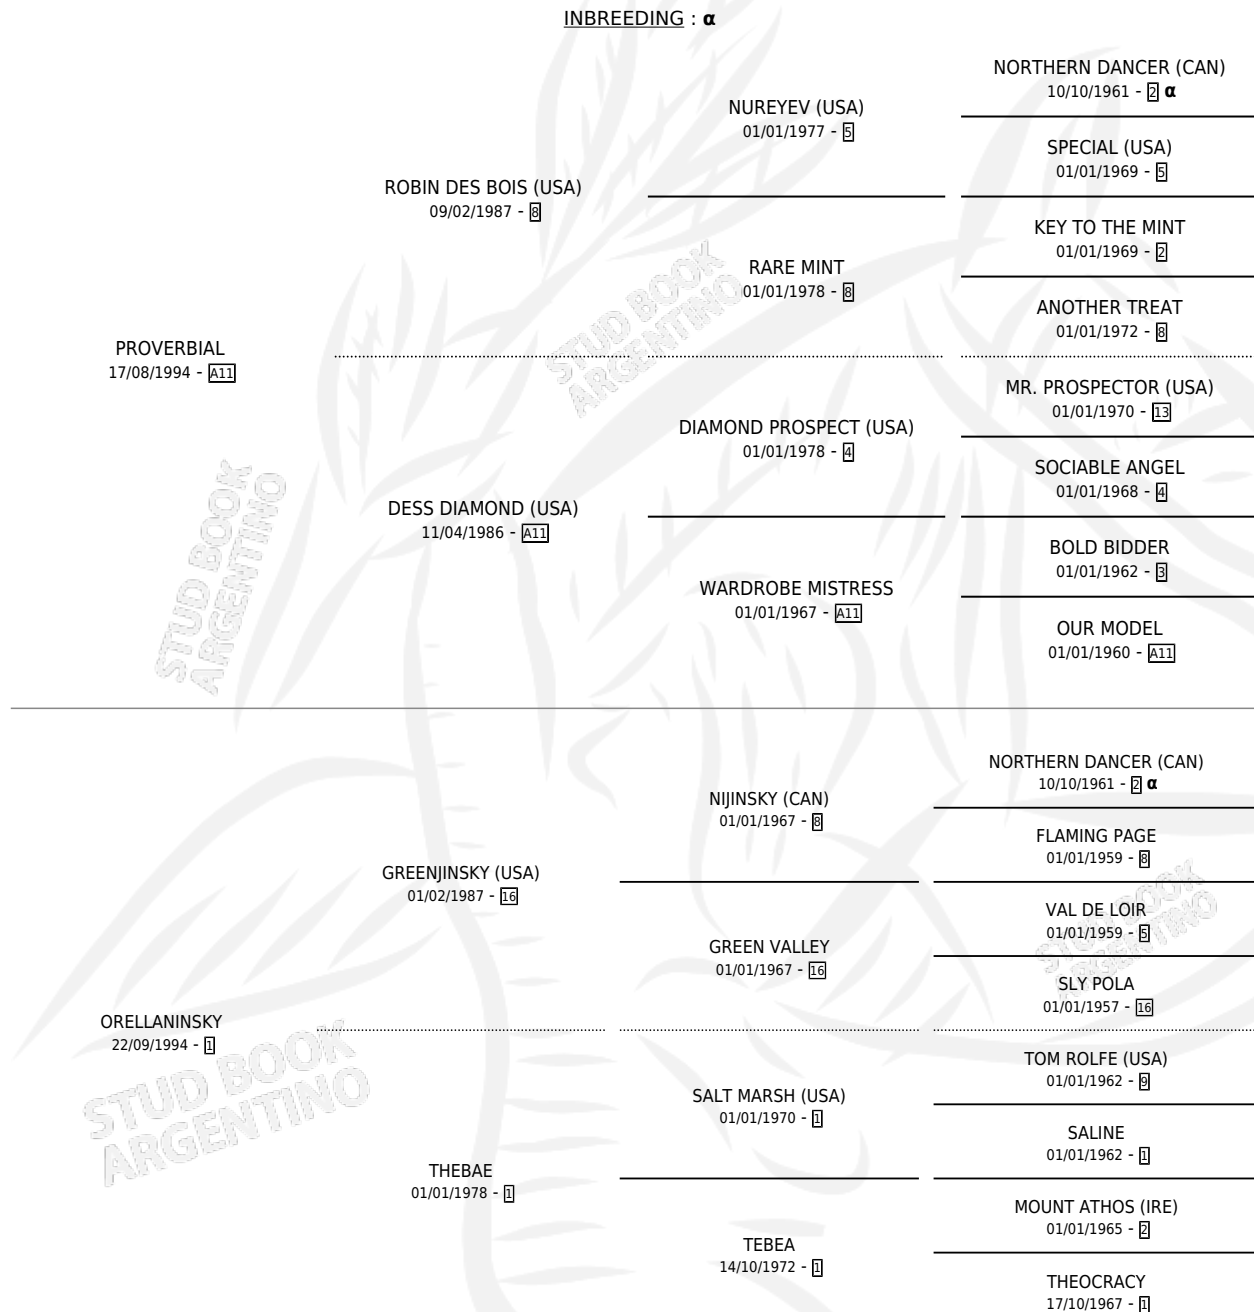 INBREEDING : α
NORTHERN DANCER (CAN)
10/10/1961 - 2 α
NUREYEV (USA)
01/01/1977 - 5
SPECIAL (USA)
01/01/1969 - 5
ROBIN DES BOIS (USA)
09/02/1987 - 8
KEY TO THE MINT
01/01/1969 - 2
RARE MINT
01/01/1978 - 8
ANOTHER TREAT
01/01/1972 - 8
PROVERBIAL
17/08/1994 - A11
MR. PROSPECTOR (USA)
01/01/1970 - 13
DIAMOND PROSPECT (USA)
01/01/1978 - 4
SOCIABLE ANGEL
01/01/1968 - 4
DESS DIAMOND (USA)
11/04/1986 - A11
BOLD BIDDER
01/01/1962 - 3
WARDROBE MISTRESS
01/01/1967 - A11
OUR MODEL
01/01/1960 - A11
NORTHERN DANCER (CAN)
10/10/1961 - 2 α
NIJINSKY (CAN)
01/01/1967 - 8
FLAMING PAGE
01/01/1959 - 8
GREENJINSKY (USA)
01/02/1987 - 16
VAL DE LOIR
01/01/1959 - 5
GREEN VALLEY
01/01/1967 - 16
SLY POLA
01/01/1957 - 16
ORELLANINSKY
22/09/1994 - 1
TOM ROLFE (USA)
01/01/1962 - 9
SALT MARSH (USA)
01/01/1970 - 1
SALINE
01/01/1962 - 1
THEBAE
01/01/1978 - 1
MOUNT ATHOS (IRE)
01/01/1965 - 2
TEBEA
14/10/1972 - 1
THEOCRACY
17/10/1967 - 1
STUD BOOK
ARGENTINO
STUD BOOK
ARGENTINO
STUD BOOK
ARGENTINO
STUD BOOK
ARGENTINO